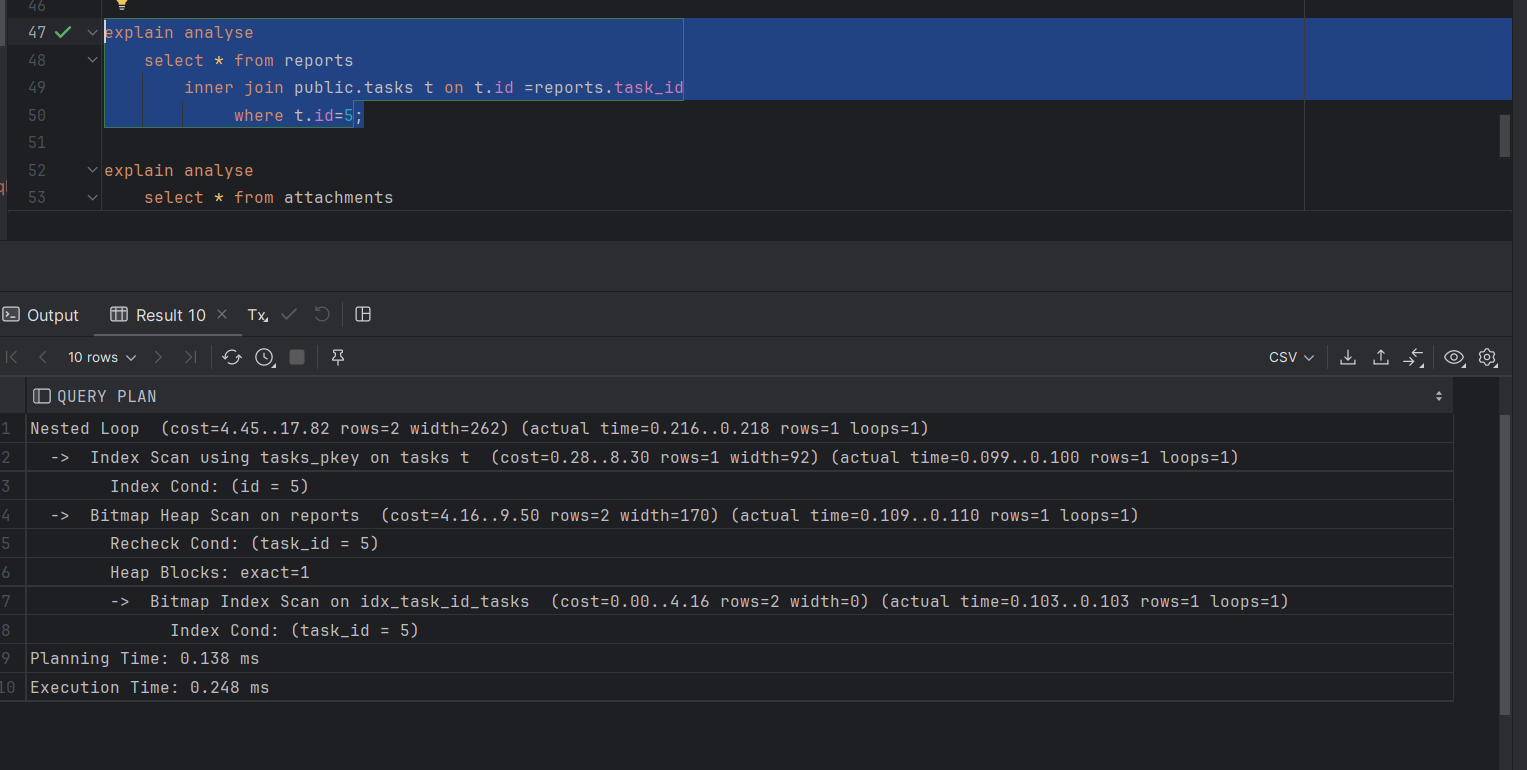 46
47 explain analyse
48 select * from reports
49 inner join public.tasks t on t.id =reports.task_id
50 where t.id=5;
51
52 explain analyse
53 select * from attachments
Output Result 10 × Tx
10 rows CSV
QUERY PLAN
1 Nested Loop  (cost=4.45..17.82 rows=2 width=262) (actual time=0.216..0.218 rows=1 loops=1)
2 ->  Index Scan using tasks_pkey on tasks t  (cost=0.28..8.30 rows=1 width=92) (actual time=0.099..0.100 rows=1 loops=1)
3 Index Cond: (id = 5)
4 ->  Bitmap Heap Scan on reports  (cost=4.16..9.50 rows=2 width=170) (actual time=0.109..0.110 rows=1 loops=1)
5 Recheck Cond: (task_id = 5)
6 Heap Blocks: exact=1
7 ->  Bitmap Index Scan on idx_task_id_tasks  (cost=0.00..4.16 rows=2 width=0) (actual time=0.103..0.103 rows=1 loops=1)
8 Index Cond: (task_id = 5)
9 Planning Time: 0.138 ms
10 Execution Time: 0.248 ms